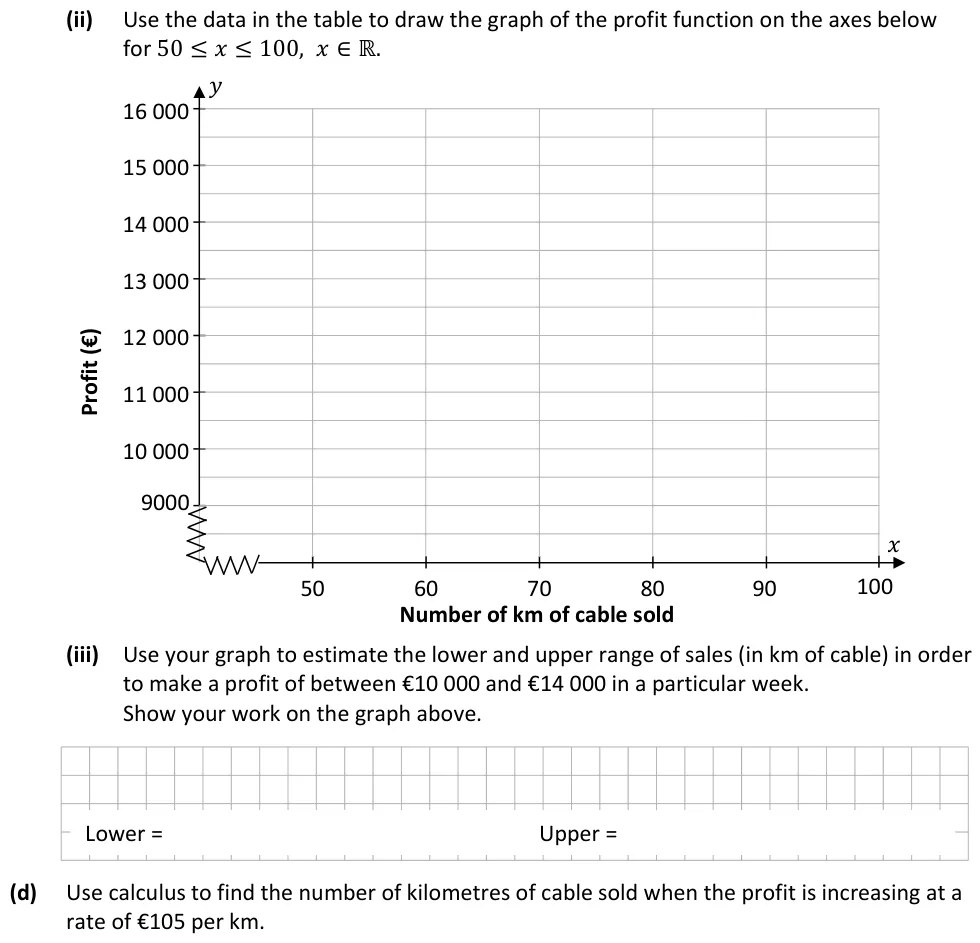 (ii) Use the data in the table to draw the graph of the profit function on the axes below
for 50 ≤ x ≤ 100, x ∈ ℝ.
y
16 000
15 000
14 000
13 000
12 000
11 000
10 000
9000
Profit (€)
x
50 60 70 80 90 100
Number of km of cable sold
(iii) Use your graph to estimate the lower and upper range of sales (in km of cable) in order
to make a profit of between €10 000 and €14 000 in a particular week.
Show your work on the graph above.
Lower = Upper =
(d) Use calculus to find the number of kilometres of cable sold when the profit is increasing at a
rate of €105 per km.